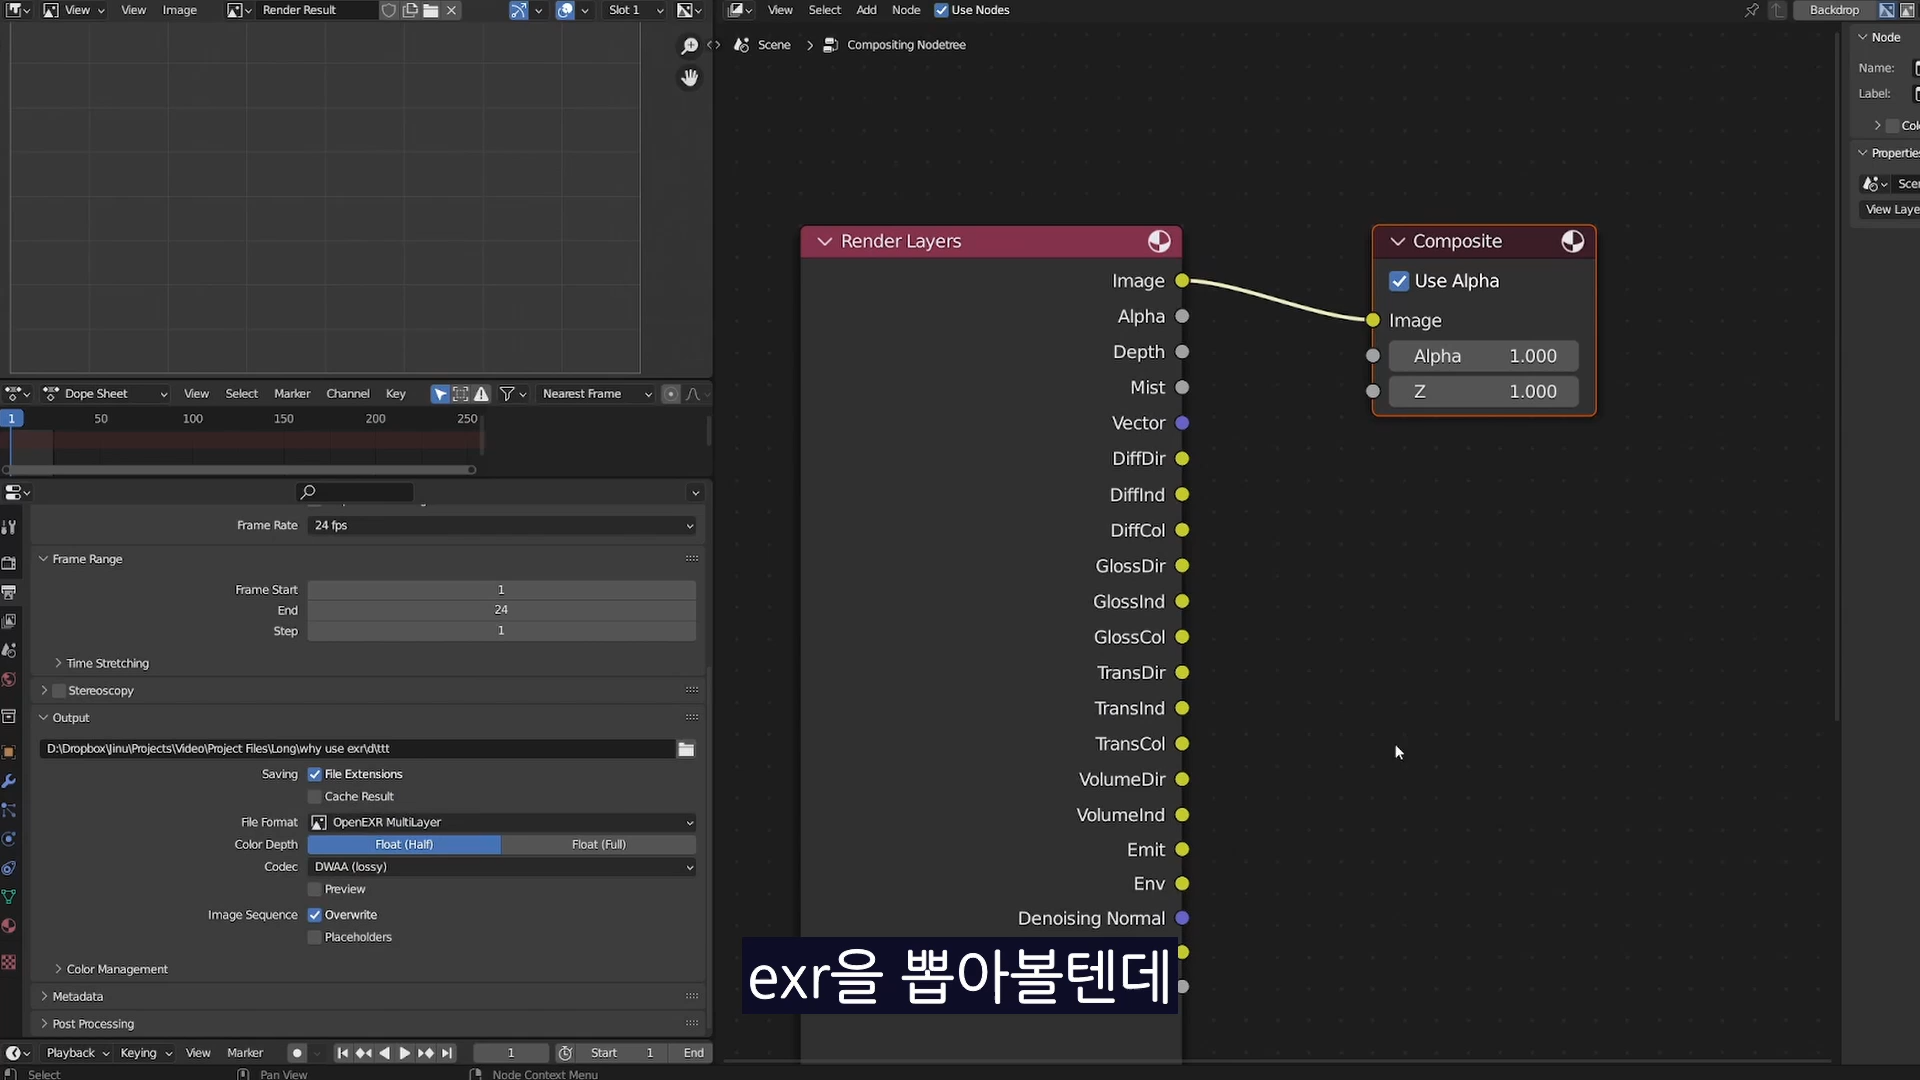 View
View
Image
Render Result
Slot 1
View
Select
Add
Node
Use Nodes
Backdrop
Scene
Compositing Nodetree
Node
Name:
Label:
Properties
View Laye
Render Layers
Image
Alpha
Depth
Mist
Vector
DiffDir
DiffInd
DiffCol
GlossDir
GlossInd
GlossCol
TransDir
TransInd
TransCol
VolumeDir
VolumeInd
Emit
Env
Denoising Normal
Composite
Use Alpha
Image
Alpha 1.000
Z 1.000
Dope Sheet
View
Select
Marker
Channel
Key
Nearest Frame
1 50 100 150 200 250
Frame Rate 24 fps
Frame Range
Frame Start 1
End 24
Step 1
Time Stretching
Stereoscopy
Output
D:\Dropbox\Jinu\Projects\Video\Project Files\Long\why use exr\d\ttt
Saving File Extensions
Cache Result
File Format OpenEXR MultiLayer
Color Depth Float (Half) Float (Full)
Codec DWAA (lossy)
Preview
Image Sequence Overwrite
Placeholders
Color Management
Metadata
Post Processing
exr을 뽑아볼텐데
Playback
Keying
View
Marker
1
Start 1
End
Select
Pan View
Node Context Menu